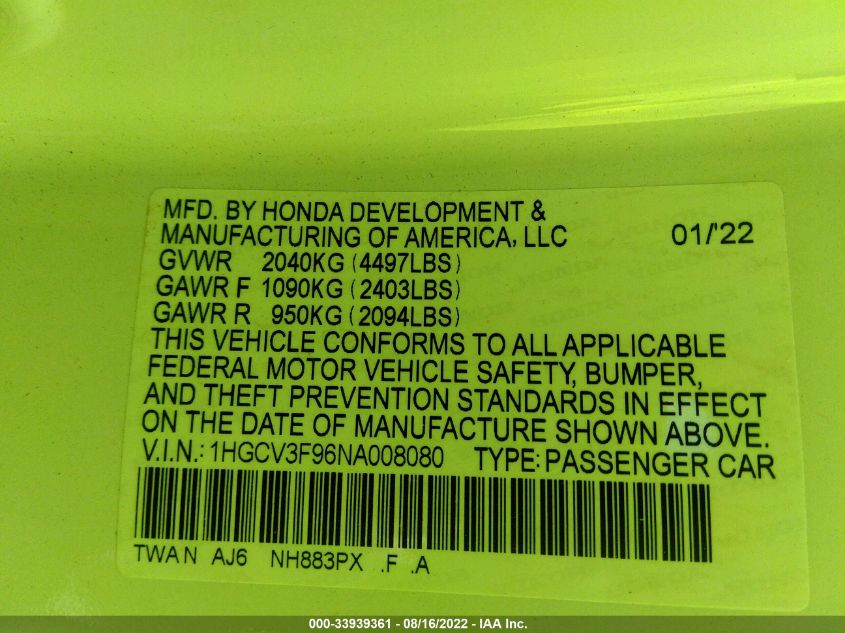 MFD. BY HONDA DEVELOPMENT &
MANUFACTURING OF AMERICA, LLC 01/'22
GVWR 2040KG (4497LBS)
GAWR F 1090KG (2403LBS)
GAWR R 950KG (2094LBS)
THIS VEHICLE CONFORMS TO ALL APPLICABLE
FEDERAL MOTOR VEHICLE SAFETY, BUMPER,
AND THEFT PREVENTION STANDARDS IN EFFECT
ON THE DATE OF MANUFACTURE SHOWN ABOVE.
V.I.N.: 1HGCV3F96NA008080 TYPE: PASSENGER CAR
TWAN AJ6 NH883PX .F .A
000-33939361 - 08/16/2022 - IAA Inc.